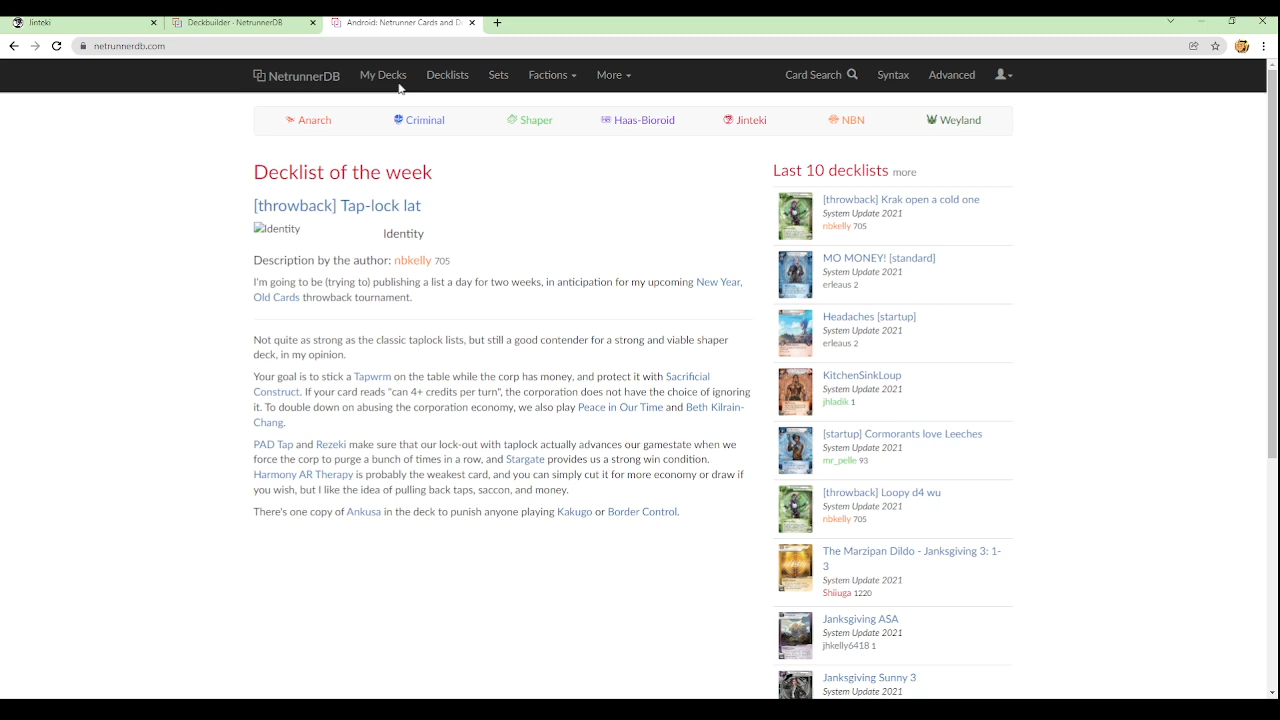 Jinteki
Deckbuilder · NetrunnerDB
Android: Netrunner Cards and D
netrunnerdb.com
NetrunnerDB My Decks Decklists Sets Factions More Card Search Syntax Advanced
Anarch Criminal Shaper Haas-Bioroid Jinteki NBN Weyland
Decklist of the week
[throwback] Tap-lock lat
Identity
Identity
Description by the author: nbkelly 705
I'm going to be (trying to) publishing a list a day for two weeks, in anticipation for my upcoming New Year,
Old Cards throwback tournament.
Not quite as strong as the classic taplock lists, but still a good contender for a strong and viable shaper
deck, in my opinion.
Your goal is to stick a Tapwrm on the table while the corp has money, and protect it with Sacrificial
Construct. If your card reads "can 4+ credits per turn", the corporation does not have the choice of ignoring
it. To double down on abusing the corporation economy, we also play Peace in Our Time and Beth Kilrain-
Chang.
PAD Tap and Rezeki make sure that our lock-out with taplock actually advances our gamestate when we
force the corp to purge a bunch of times in a row, and Stargate provides us a strong win condition.
Harmony AR Therapy is probably the weakest card, and you can simply cut it for more economy or draw if
you wish, but I like the idea of pulling back taps, saccon, and money.
There's one copy of Ankusa in the deck to punish anyone playing Kakugo or Border Control.
Last 10 decklists more
[throwback] Krak open a cold one
System Update 2021
nbkelly 705
MO MONEY! [standard]
System Update 2021
erleaus 2
Headaches [startup]
System Update 2021
erleaus 2
KitchenSinkLoup
System Update 2021
jhladik 1
[startup] Cormorants love Leeches
System Update 2021
mr_pelle 93
[throwback] Loopy d4 wu
System Update 2021
nbkelly 705
The Marzipan Dildo - Janksgiving 3: 1-
3
System Update 2021
Shiiuga 1220
Janksgiving ASA
System Update 2021
jhkelly6418 1
Janksgiving Sunny 3
System Update 2021